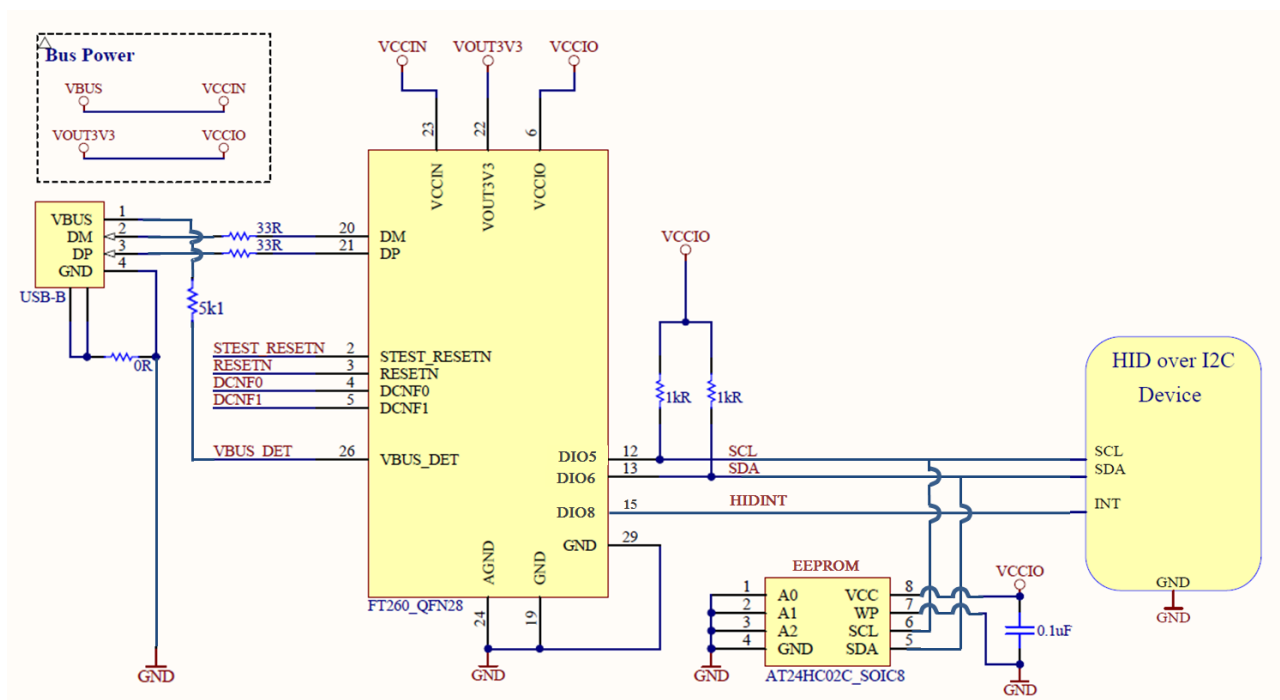 Bus Power
VBUS VCCIN
VOUT3V3 VCCIO
VCCIN VOUT3V3 VCCIO
23 22 6
VCCIN VOUT3V3 VCCIO
VBUS 1
DM 2 33R 20 DM
DP 3 33R 21 DP
GND 4
USB-B
5k1
0R
STEST_RESETN 2 STEST_RESETN
RESETN 3 RESETN
DCNF0 4 DCNF0
DCNF1 5 DCNF1
VBUS_DET 26 VBUS_DET
VCCIO
1kR 1kR
DIO5 12 SCL
DIO6 13 SDA
DIO8 15 HIDINT
GND 29
AGND GND
24 19
FT260_QFN28
GND
GND
HID over I2C
Device
SCL
SDA
INT
GND
GND
EEPROM
1 A0 VCC 8
2 A1 WP 7
3 A2 SCL 6
4 GND SDA 5
GND
AT24HC02C_SOIC8
VCCIO
0.1uF
GND